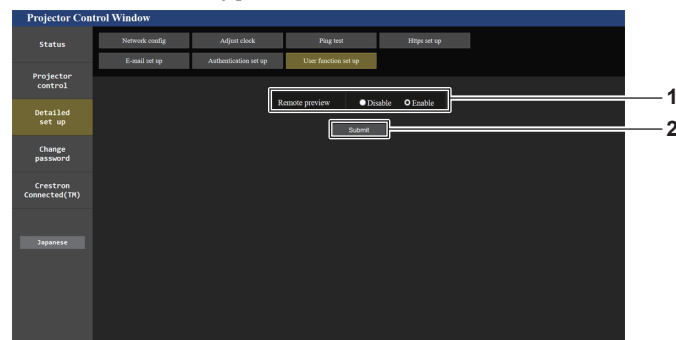 Projector Control Window
Status
Network config
Adjust clock
Ping test
Https set up
E-mail set up
Authentication set up
User function set up
Projector
control
Detailed
set up
Change
password
Crestron
Connected(TM)
Japanese
Remote preview
Disable
Enable
1
Submit
2